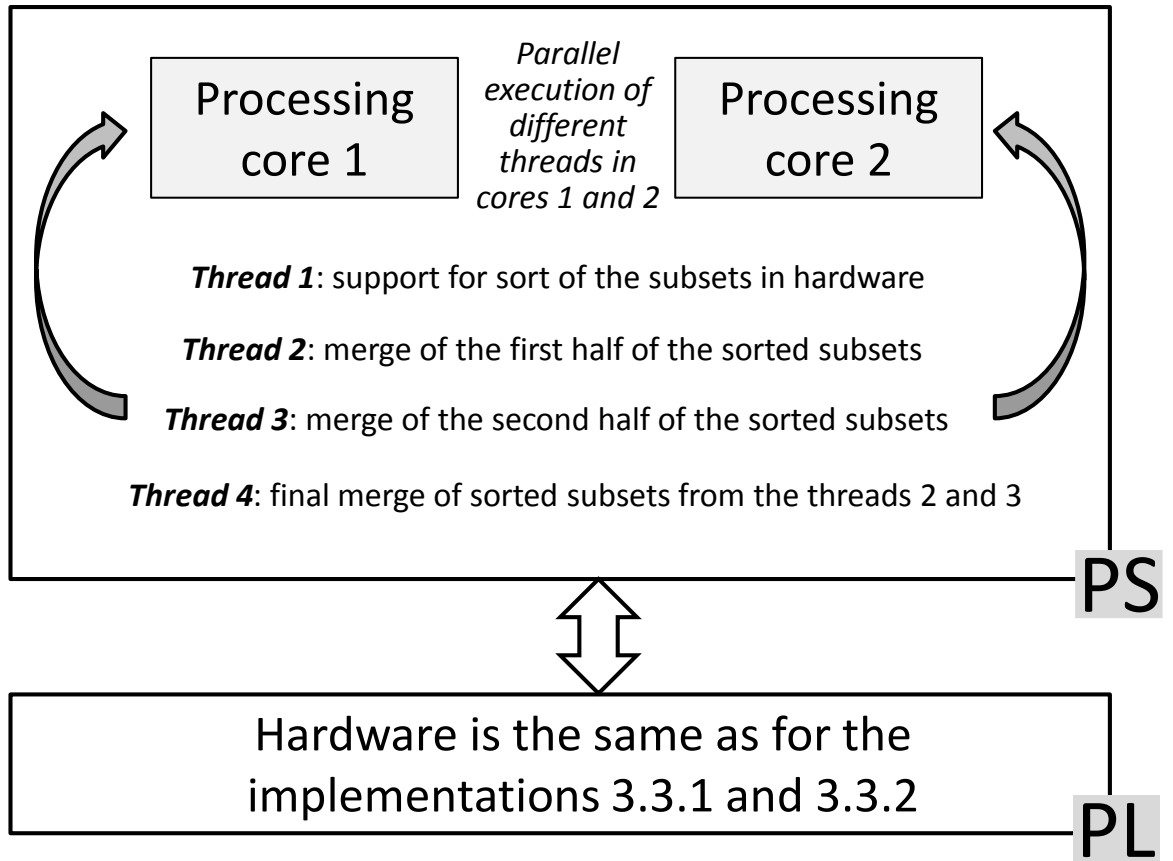 Processing
core 1
Parallel
execution of
different
threads in
cores 1 and 2
Processing
core 2
Thread 1: support for sort of the subsets in hardware
Thread 2: merge of the first half of the sorted subsets
Thread 3: merge of the second half of the sorted subsets
Thread 4: final merge of sorted subsets from the threads 2 and 3
PS
Hardware is the same as for the
implementations 3.3.1 and 3.3.2
PL